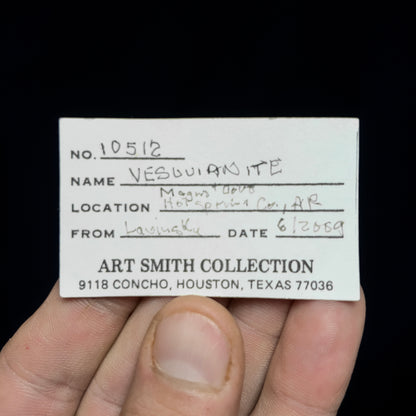 NO. 10512
NAME VESUVIANITE
Magnet Cove
LOCATION Hot Springs Co., AR
FROM Lavinsky DATE 6/2009
ART SMITH COLLECTION
9118 CONCHO, HOUSTON, TEXAS 77036